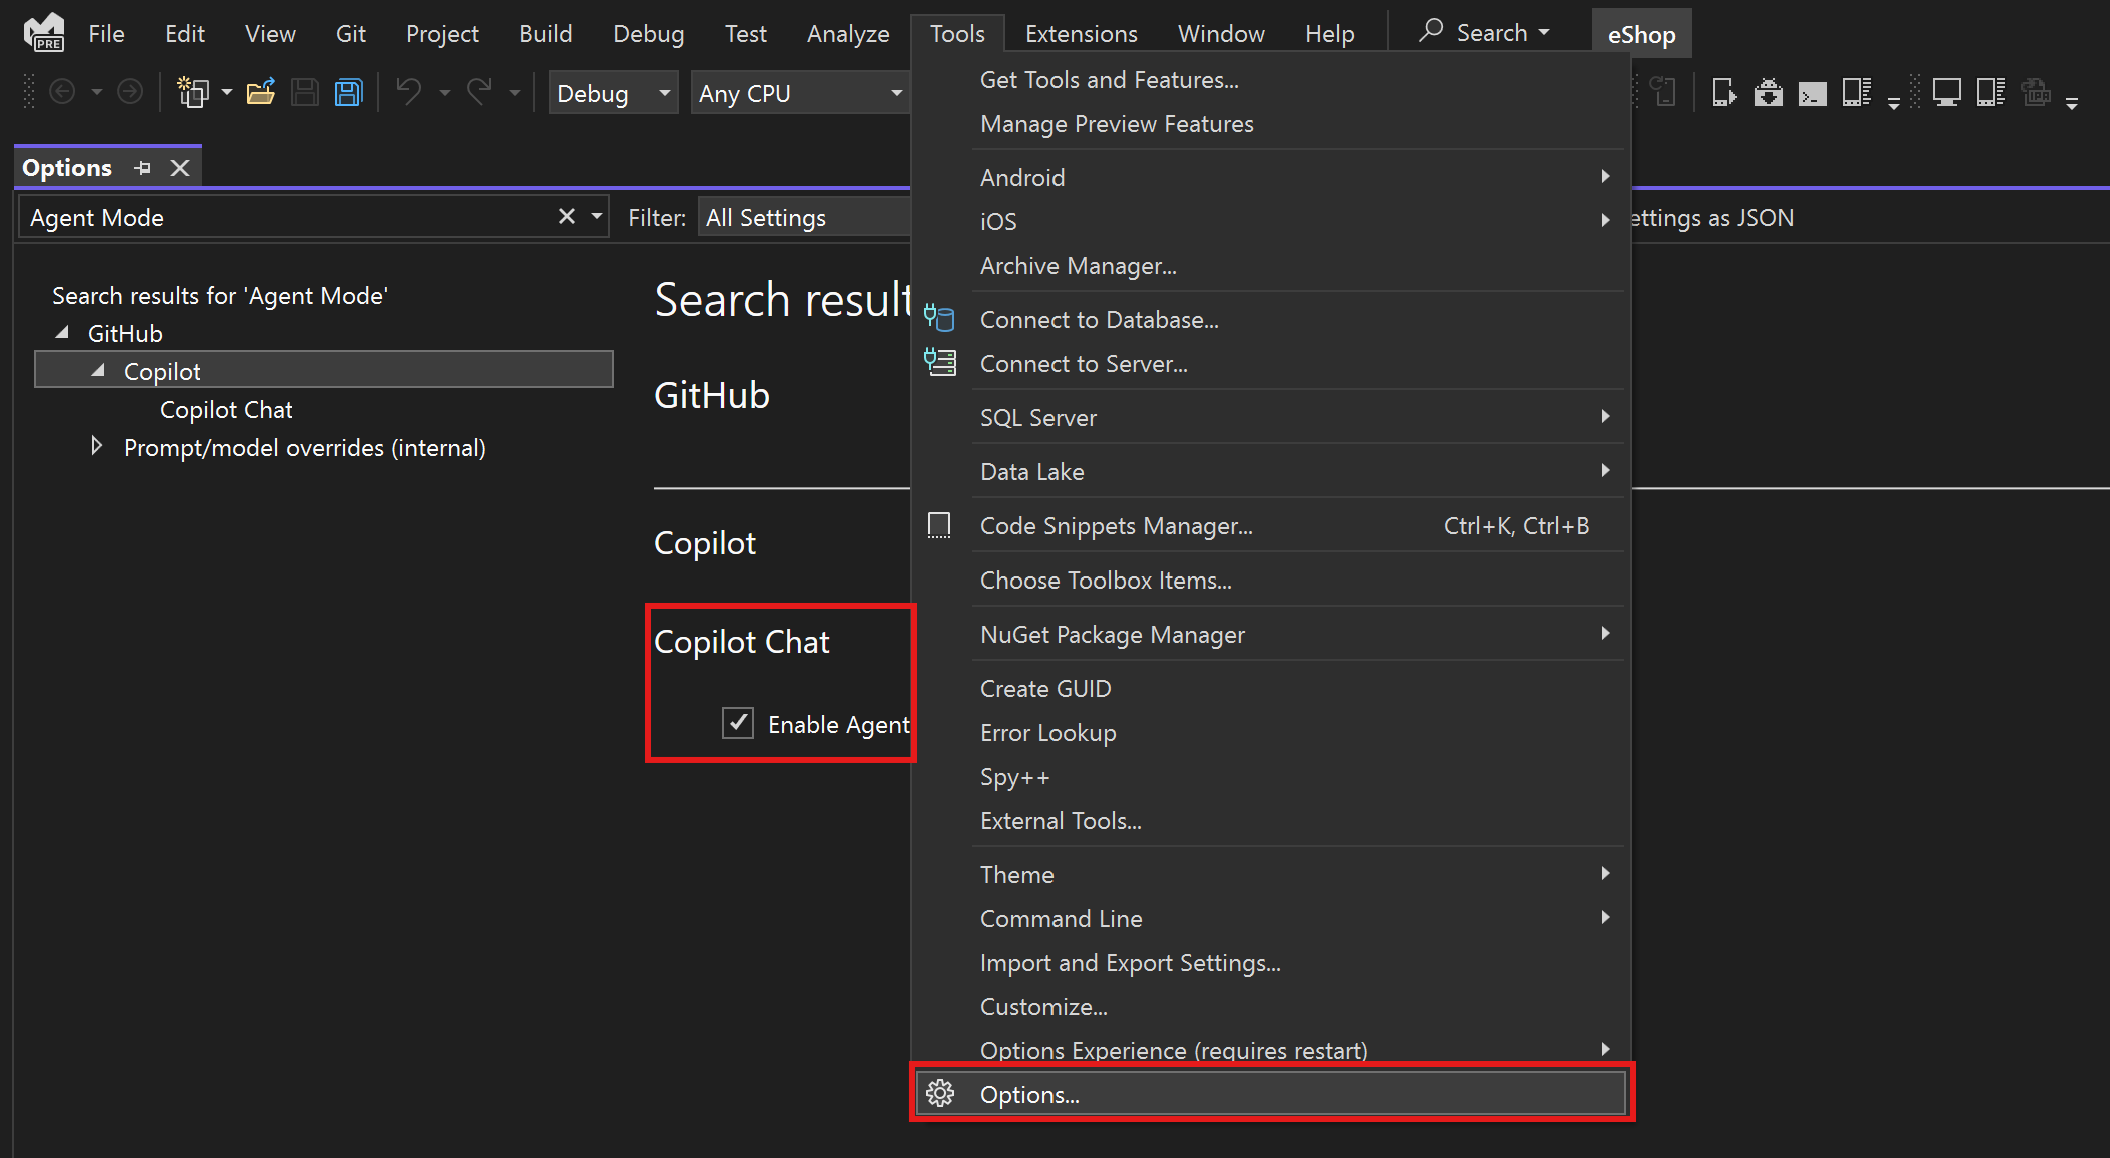 PRE
File Edit View Git Project Build Debug Test Analyze Tools Extensions Window Help Search eShop
Debug Any CPU
Options
Agent Mode Filter: All Settings ettings as JSON
Search results for 'Agent Mode'
GitHub
Copilot
Copilot Chat
Prompt/model overrides (internal)
Search result
GitHub
Copilot
Copilot Chat
Enable Agent
Get Tools and Features...
Manage Preview Features
Android
iOS
Archive Manager...
Connect to Database...
Connect to Server...
SQL Server
Data Lake
Code Snippets Manager... Ctrl+K, Ctrl+B
Choose Toolbox Items...
NuGet Package Manager
Create GUID
Error Lookup
Spy++
External Tools...
Theme
Command Line
Import and Export Settings...
Customize...
Options Experience (requires restart)
Options...